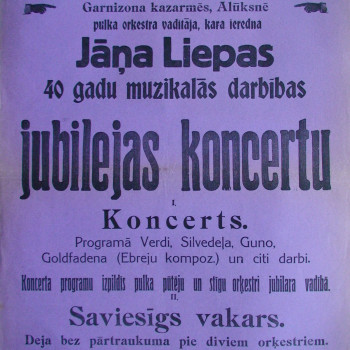 Garnizona kazarmēs, Alūksnē
pulka orķestra vadītāja, kara ierēdņa
Jāņa Liepas
40 gadu muzikalās darbības
jubilejas koncertu
I.
Koncerts.
Programā Verdi, Silvedeļa, Guno,
Goldfadena (Ebreju kompoz.) un citi darbi.
Koncerta programu izpildīs pulka pūtēju un stīgu orķestri jubilara vadībā.
II.
Saviesīgs vakars.
Deja bez pārtraukuma pie diviem orķestriem.